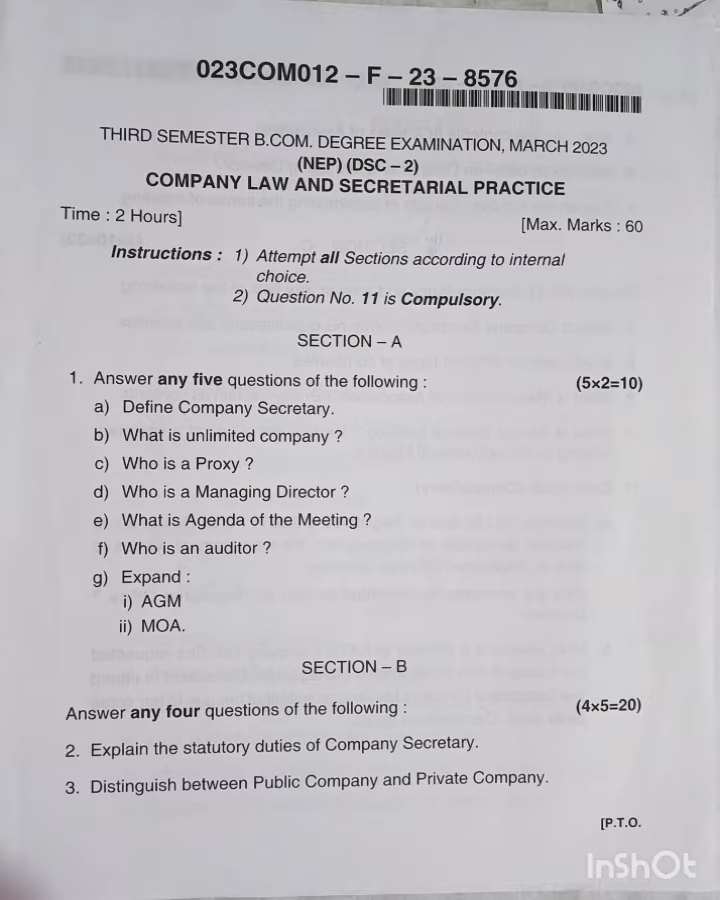 023COM012 – F – 23 – 8576
THIRD SEMESTER B.COM. DEGREE EXAMINATION, MARCH 2023
(NEP) (DSC – 2)
COMPANY LAW AND SECRETARIAL PRACTICE
Time : 2 Hours]
[Max. Marks : 60
Instructions : 1) Attempt all Sections according to internal
choice.
2) Question No. 11 is Compulsory.
SECTION – A
1. Answer any five questions of the following : (5×2=10)
a) Define Company Secretary.
b) What is unlimited company ?
c) Who is a Proxy ?
d) Who is a Managing Director ?
e) What is Agenda of the Meeting ?
f) Who is an auditor ?
g) Expand :
i) AGM
ii) MOA.
SECTION – B
Answer any four questions of the following : (4×5=20)
2. Explain the statutory duties of Company Secretary.
3. Distinguish between Public Company and Private Company.
[P.T.O.
InShOt